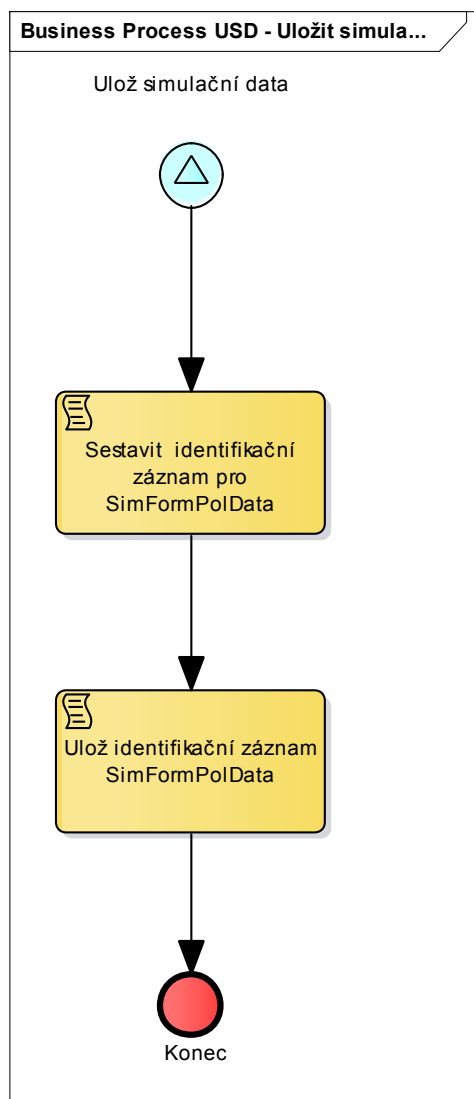 Business Process USD - Uložit simula...
Ulož simulační data
Sestavit identifikační
záznam pro
SimFormPolData
Ulož identifikační záznam
SimFormPolData
Konec